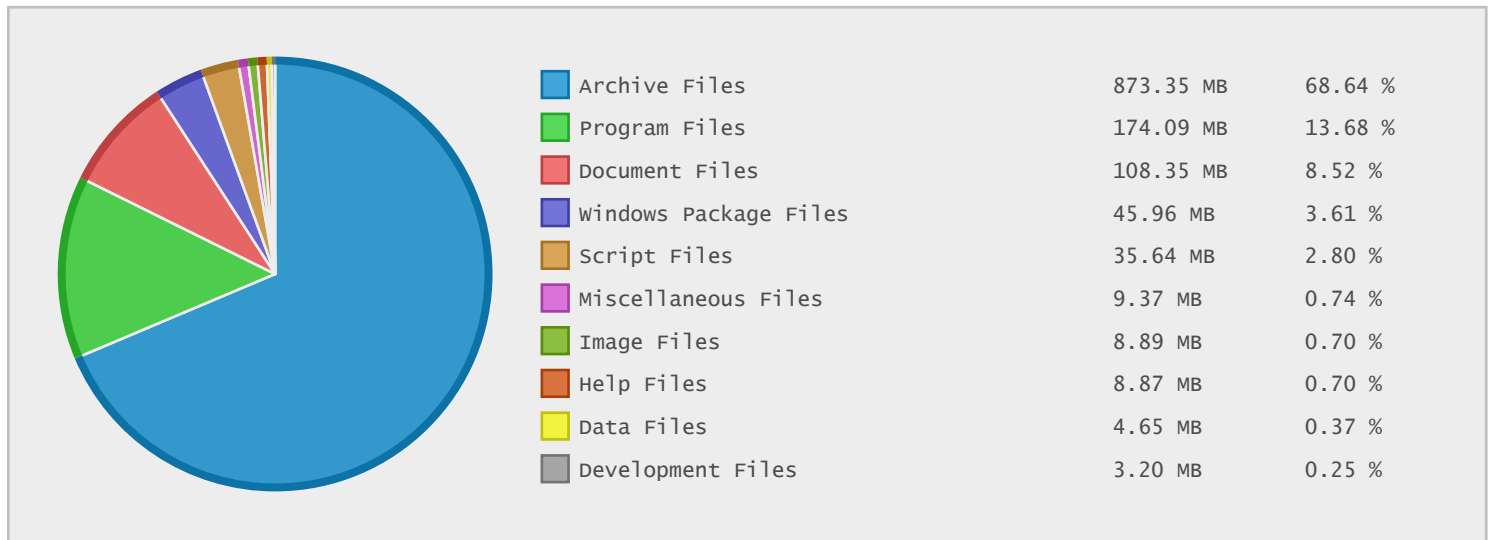 Archive Files 873.35 MB 68.64 %
Program Files 174.09 MB 13.68 %
Document Files 108.35 MB 8.52 %
Windows Package Files 45.96 MB 3.61 %
Script Files 35.64 MB 2.80 %
Miscellaneous Files 9.37 MB 0.74 %
Image Files 8.89 MB 0.70 %
Help Files 8.87 MB 0.70 %
Data Files 4.65 MB 0.37 %
Development Files 3.20 MB 0.25 %